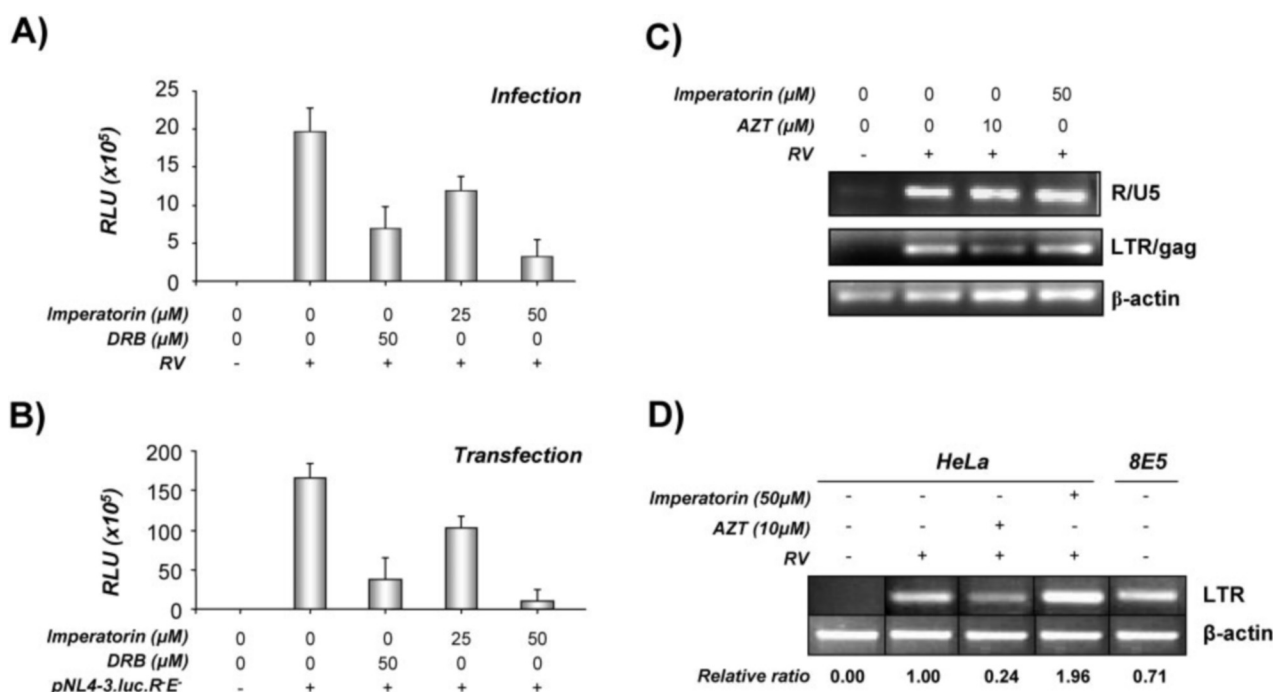 A)
Infection
RLU (x10⁵)
25
20
15
10
5
0
Imperatorin (µM) 0 0 0 25 50
DRB (µM) 0 0 50 0 0
RV - + + + +
B)
Transfection
RLU (x10⁵)
200
150
100
50
0
Imperatorin (µM) 0 0 0 25 50
DRB (µM) 0 0 50 0 0
pNL4-3.luc.R⁻E⁻ - + + + +
C)
Imperatorin (µM) 0 0 0 50
AZT (µM) 0 0 10 0
RV - + + +
R/U5
LTR/gag
β-actin
D)
HeLa 8E5
Imperatorin (50µM) - - - + -
AZT (10µM) - - + - -
RV - + + + -
LTR
β-actin
Relative ratio 0.00 1.00 0.24 1.96 0.71